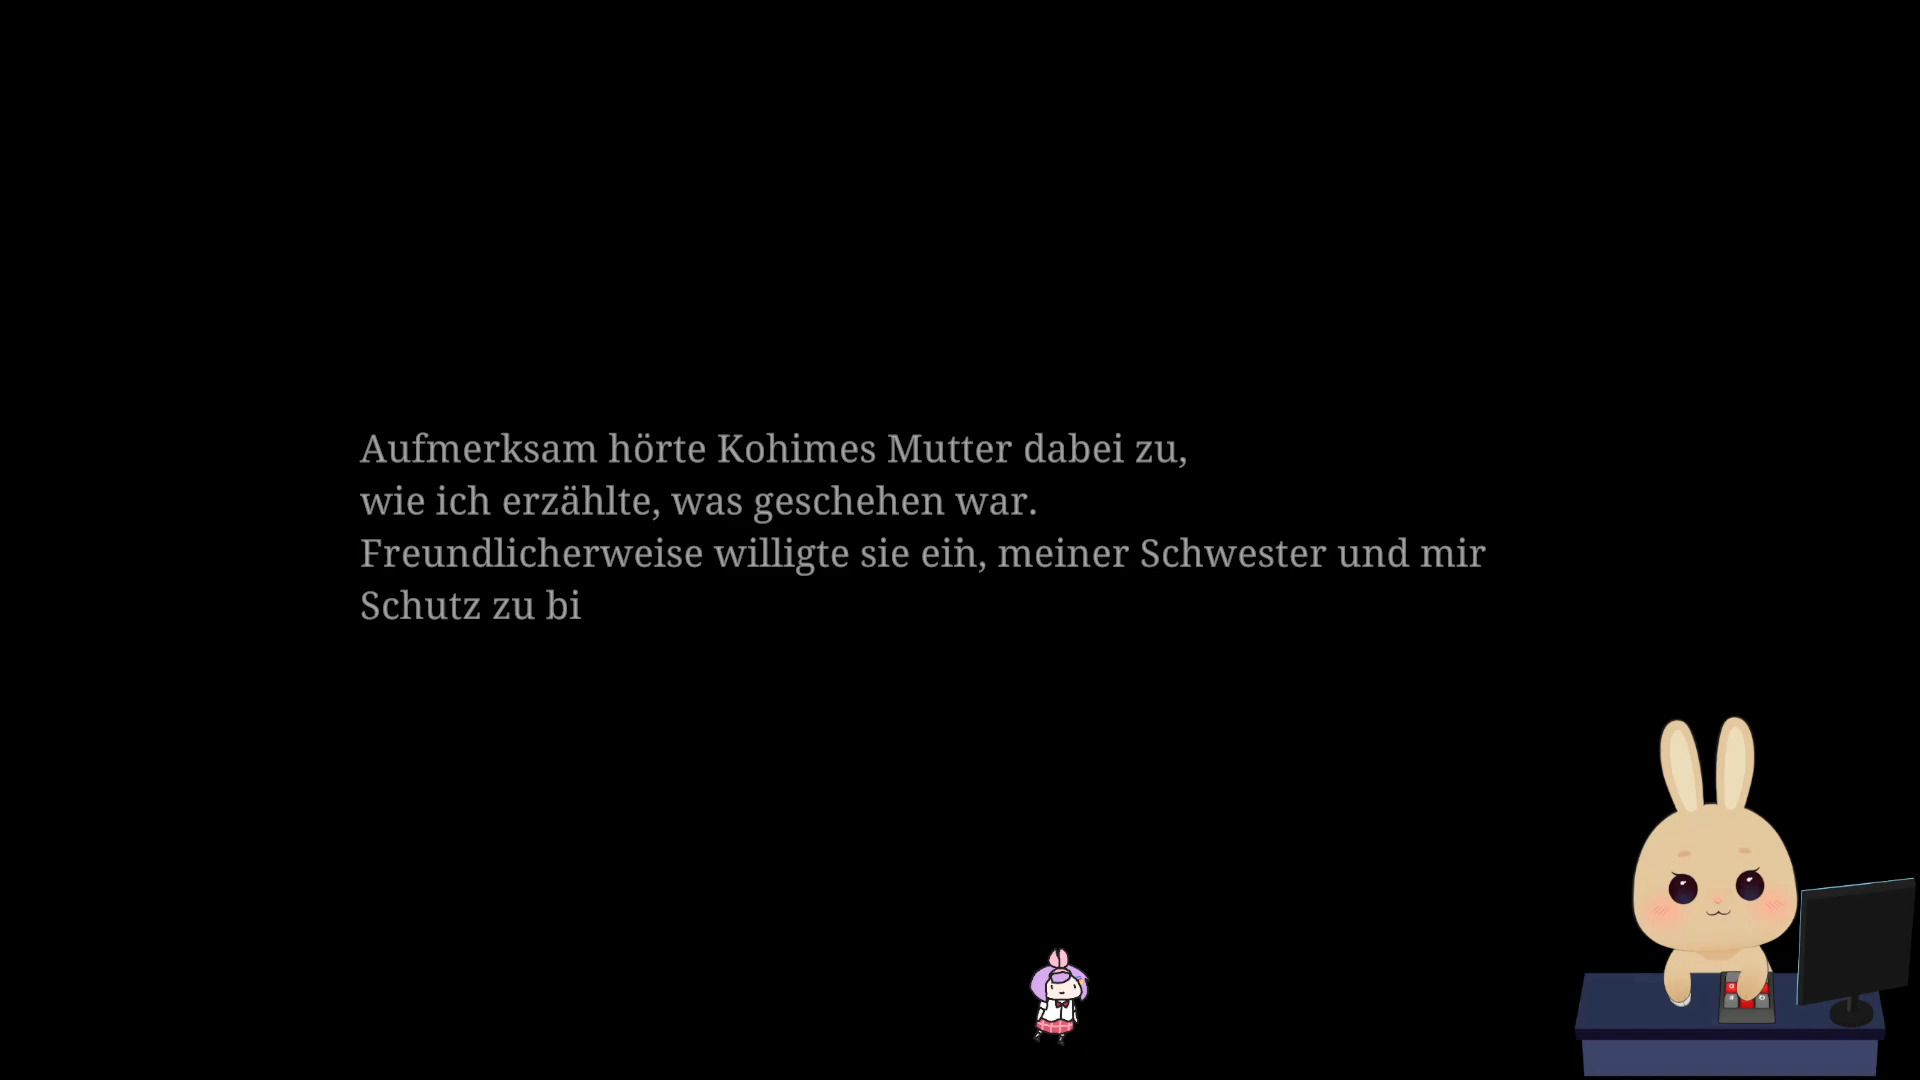 Aufmerksam hörte Kohimes Mutter dabei zu,
wie ich erzählte, was geschehen war.
Freundlicherweise willigte sie ein, meiner Schwester und mir
Schutz zu bi